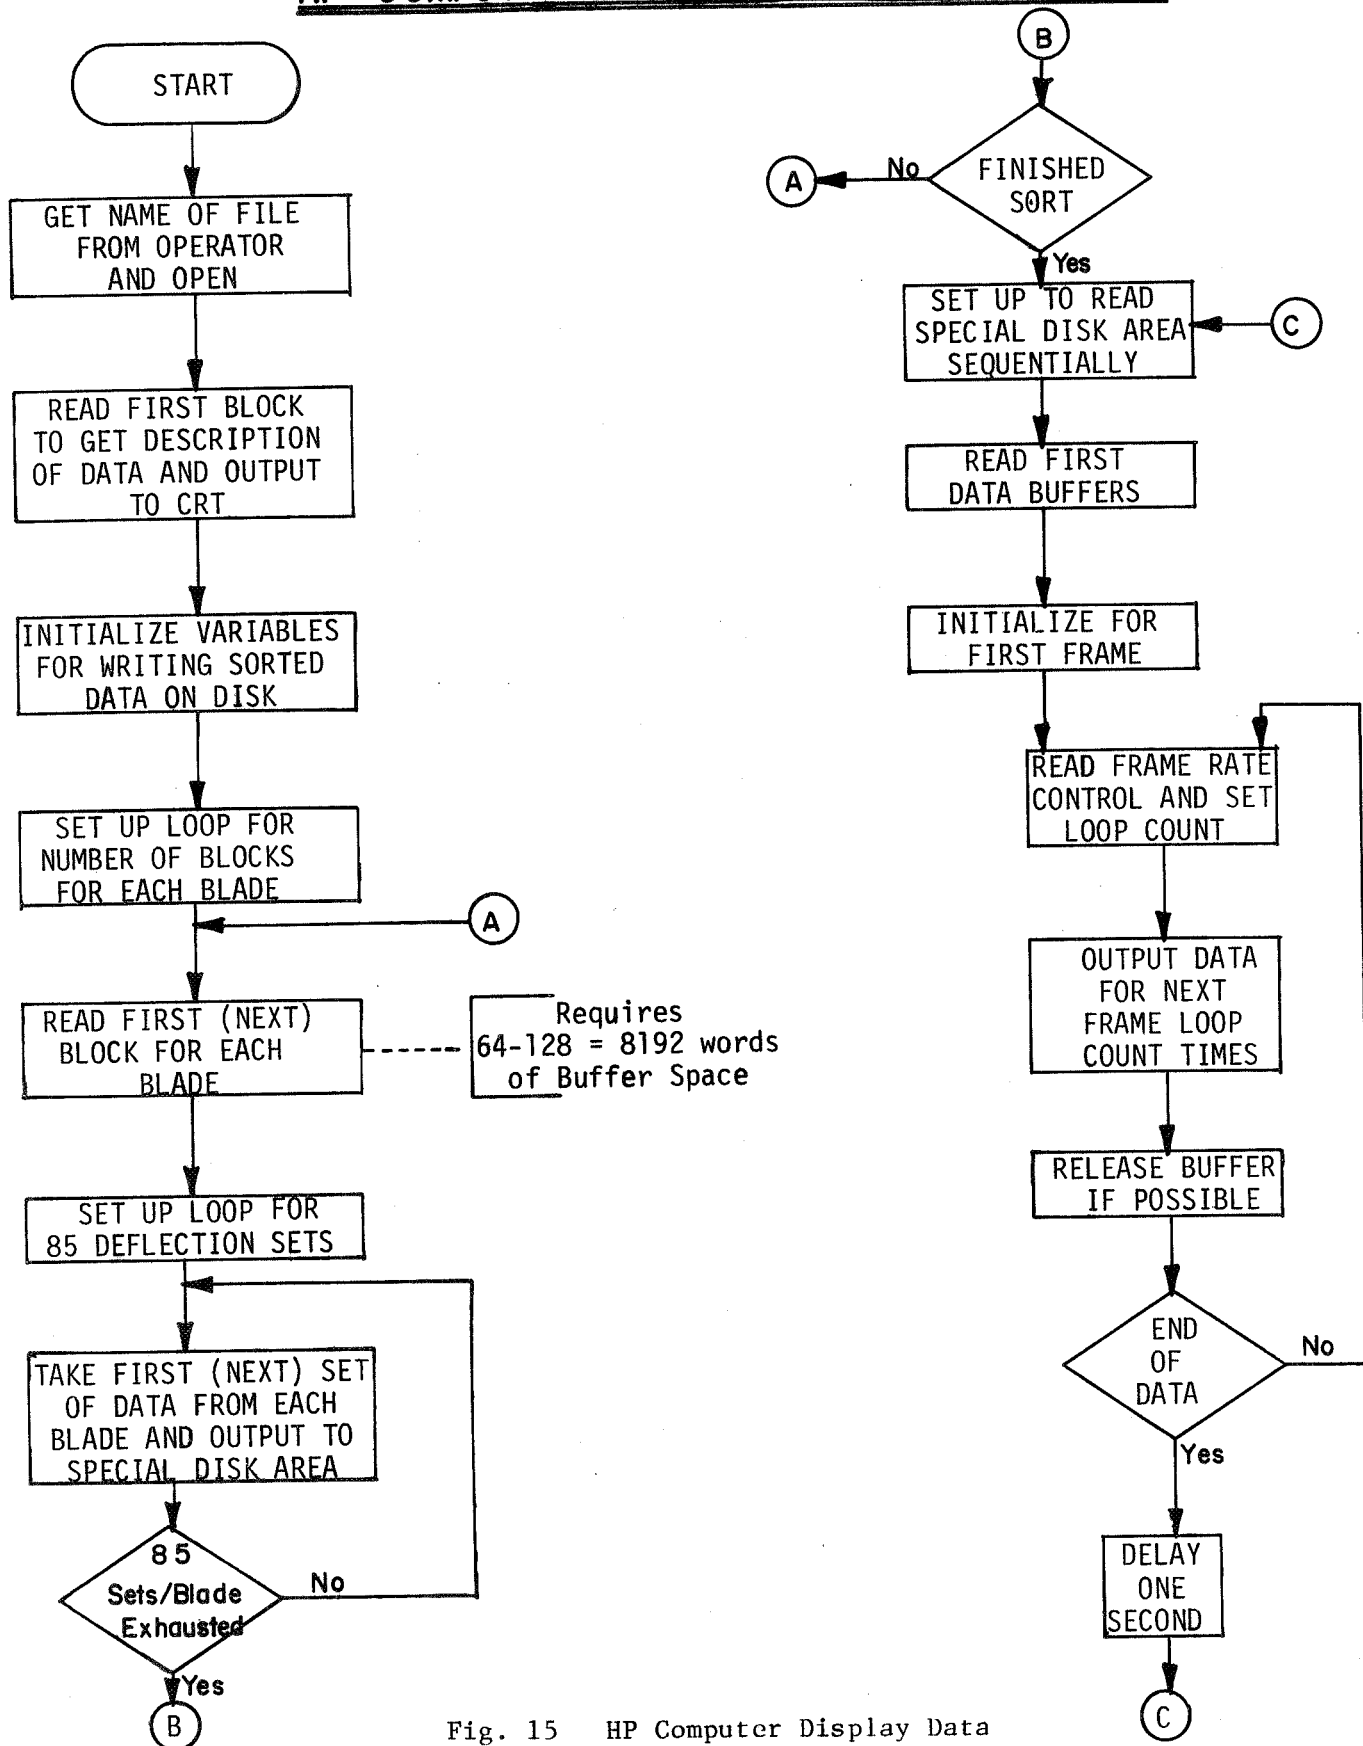 START
GET NAME OF FILE
FROM OPERATOR
AND OPEN
READ FIRST BLOCK
TO GET DESCRIPTION
OF DATA AND OUTPUT
TO CRT
INITIALIZE VARIABLES
FOR WRITING SORTED
DATA ON DISK
SET UP LOOP FOR
NUMBER OF BLOCKS
FOR EACH BLADE
A
READ FIRST (NEXT)
BLOCK FOR EACH
BLADE
Requires
64-128 = 8192 words
of Buffer Space
SET UP LOOP FOR
85 DEFLECTION SETS
TAKE FIRST (NEXT) SET
OF DATA FROM EACH
BLADE AND OUTPUT TO
SPECIAL DISK AREA
85
Sets/Blade
Exhausted
No
Yes
B
B
FINISHED
SORT
No
A
Yes
SET UP TO READ
SPECIAL DISK AREA
SEQUENTIALLY
C
READ FIRST
DATA BUFFERS
INITIALIZE FOR
FIRST FRAME
READ FRAME RATE
CONTROL AND SET
LOOP COUNT
OUTPUT DATA
FOR NEXT
FRAME LOOP
COUNT TIMES
RELEASE BUFFER
IF POSSIBLE
END
OF
DATA
No
Yes
DELAY
ONE
SECOND
C
Fig. 15 HP Computer Display Data